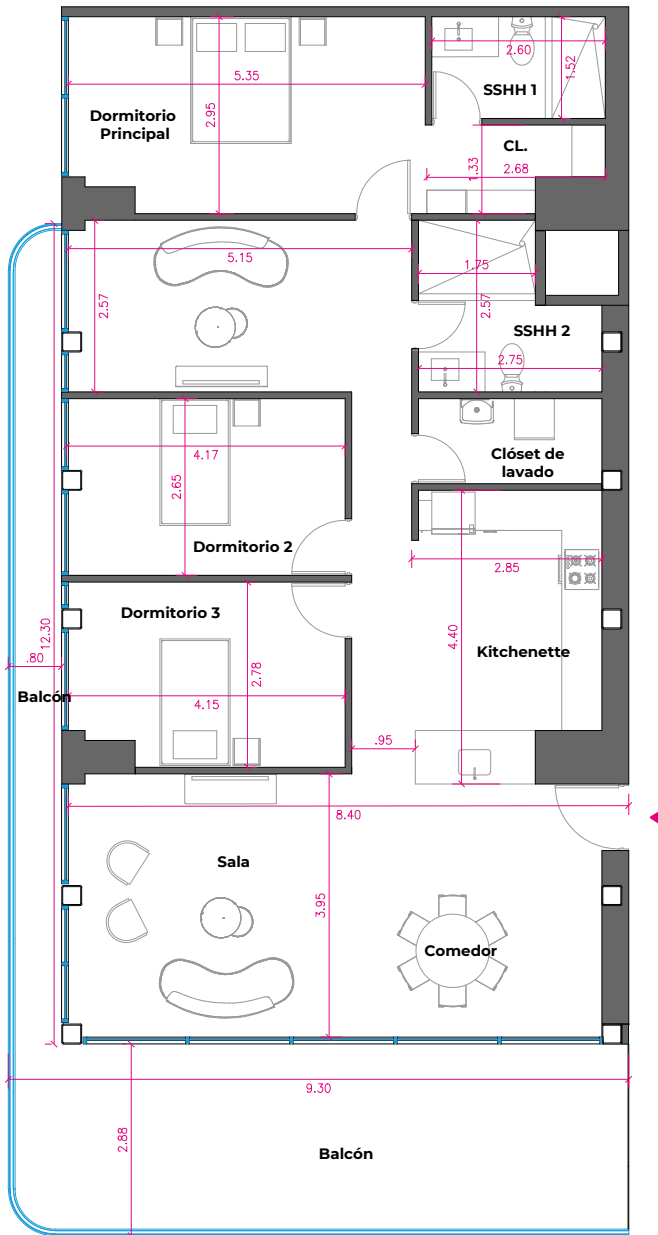 2.60
1.52
SSHH 1
5.35
2.95
Dormitorio
Principal
CL.
1.33
2.68
5.15
2.57
1.75
2.57
SSHH 2
2.75
4.17
2.65
Dormitorio 2
Clóset de
lavado
2.85
Dormitorio 3
2.78
4.15
4.40
Kitchenette
12.30
.80
Balcón
.95
8.40
Sala
3.95
Comedor
9.30
2.88
Balcón